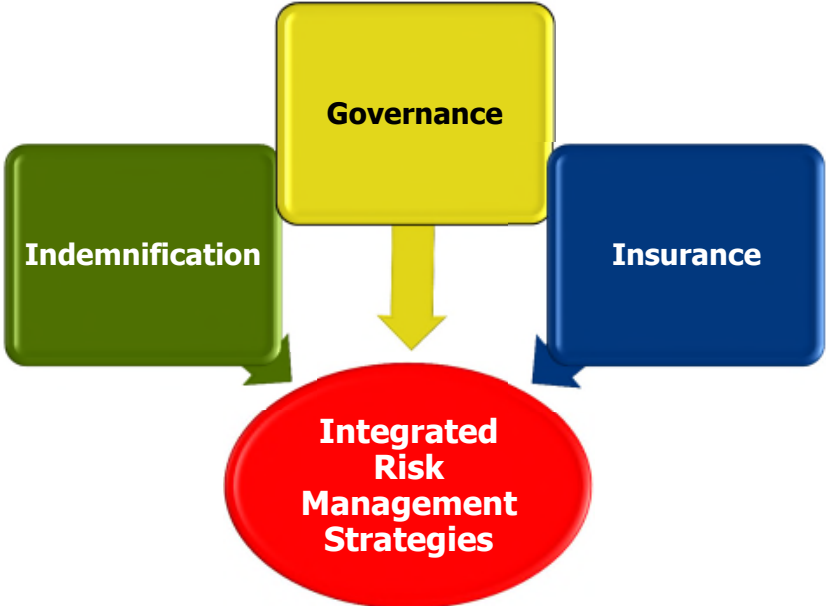 Governance
Indemnification
Insurance
Integrated
Risk
Management
Strategies